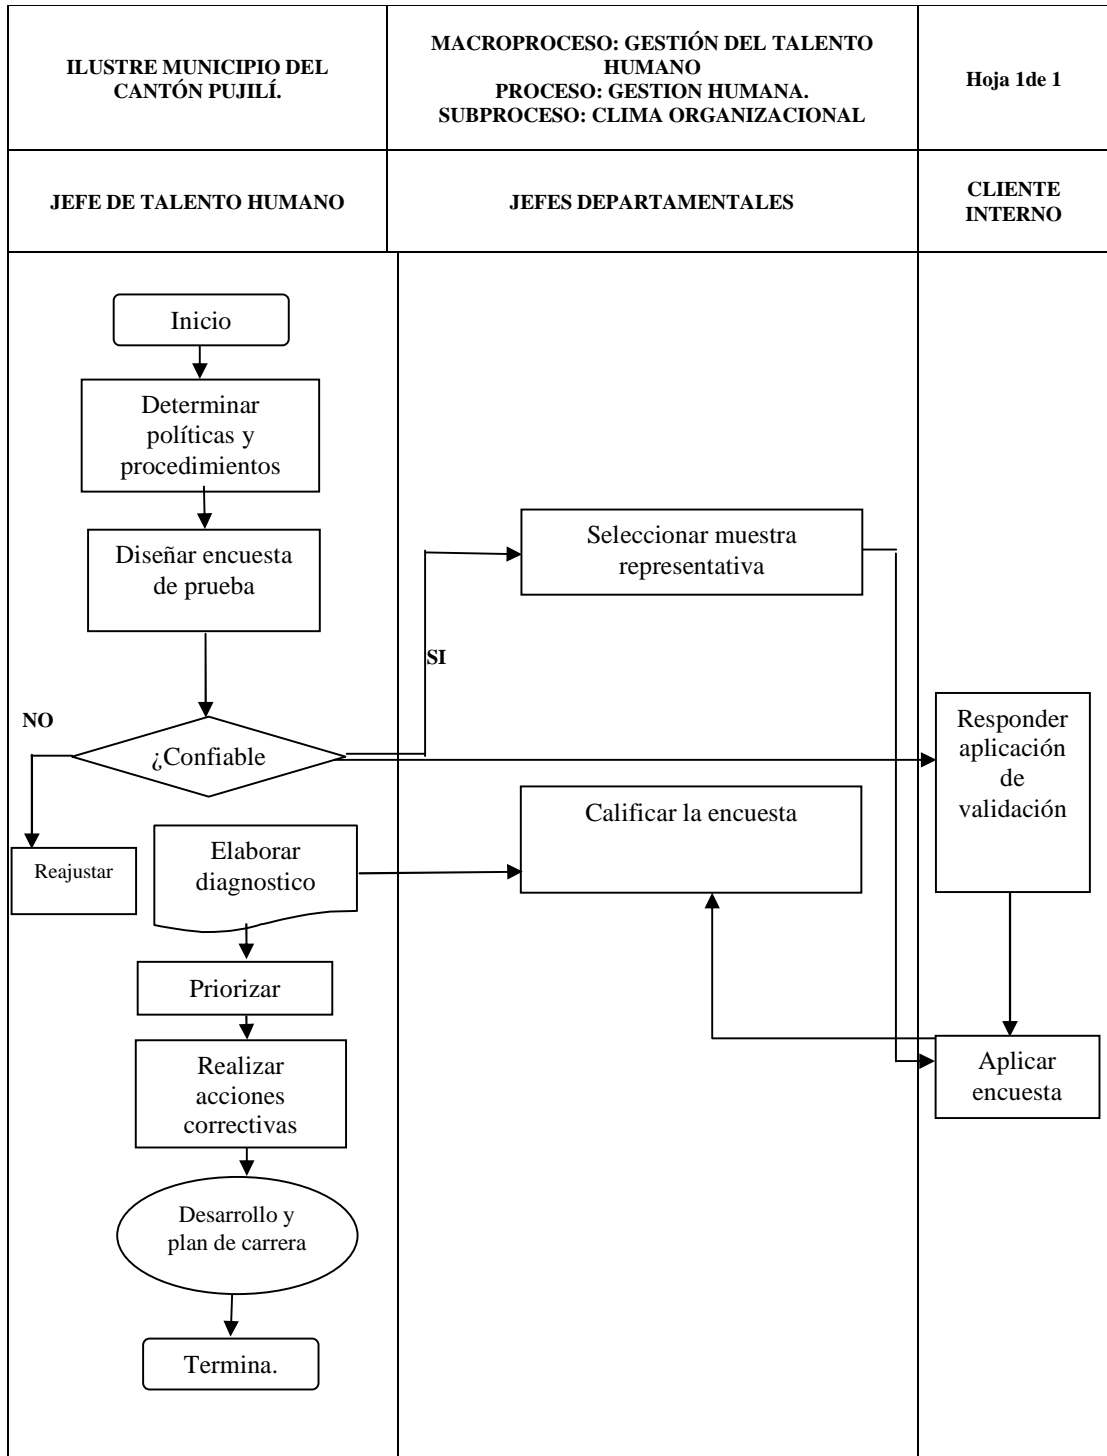 ILUSTRE MUNICIPIO DEL
CANTÓN PUJILÍ.
MACROPROCESO: GESTIÓN DEL TALENTO
HUMANO
PROCESO: GESTION HUMANA.
SUBPROCESO: CLIMA ORGANIZACIONAL
Hoja 1de 1
JEFE DE TALENTO HUMANO
JEFES DEPARTAMENTALES
CLIENTE
INTERNO
Inicio
Determinar
políticas y
procedimientos
Diseñar encuesta
de prueba
Seleccionar muestra
representativa
SI
NO
¿Confiable
Responder
aplicación
de
validación
Calificar la encuesta
Reajustar
Elaborar
diagnostico
Priorizar
Realizar
acciones
correctivas
Aplicar
encuesta
Desarrollo y
plan de carrera
Termina.